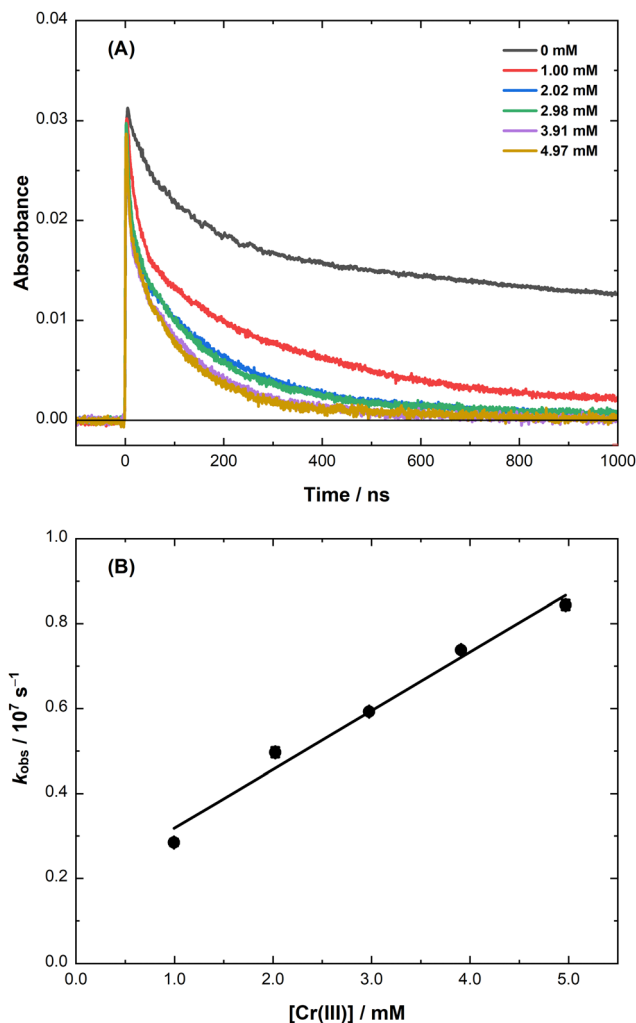 (A)
0 mM
1.00 mM
2.02 mM
2.98 mM
3.91 mM
4.97 mM
Absorbance
0.04
0.03
0.02
0.01
0.00
0 200 400 600 800 1000
Time / ns
(B)
k_obs / 10⁷ s⁻¹
1.0
0.8
0.6
0.4
0.2
0.0
0.0 1.0 2.0 3.0 4.0 5.0
[Cr(III)] / mM